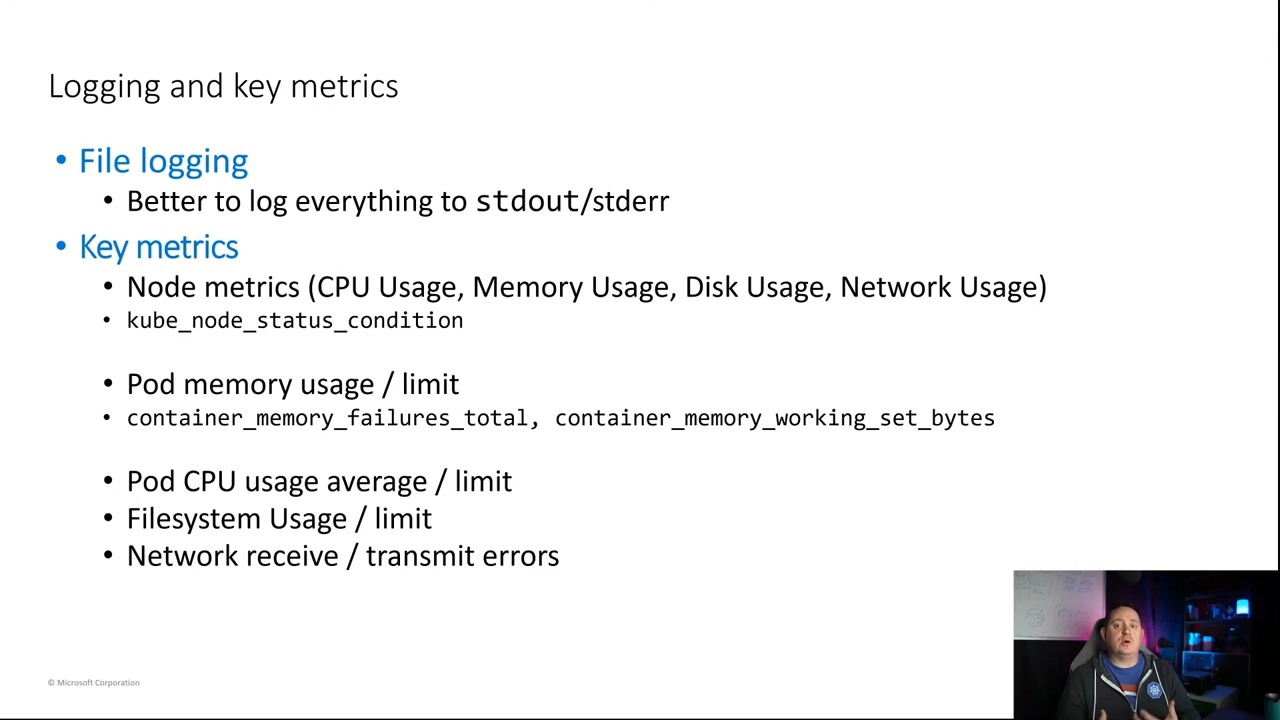 Logging and key metrics
• File logging
• Better to log everything to stdout/stderr
• Key metrics
• Node metrics (CPU Usage, Memory Usage, Disk Usage, Network Usage)
• kube_node_status_condition
• Pod memory usage / limit
• container_memory_failures_total, container_memory_working_set_bytes
• Pod CPU usage average / limit
• Filesystem Usage / limit
• Network receive / transmit errors
© Microsoft Corporation